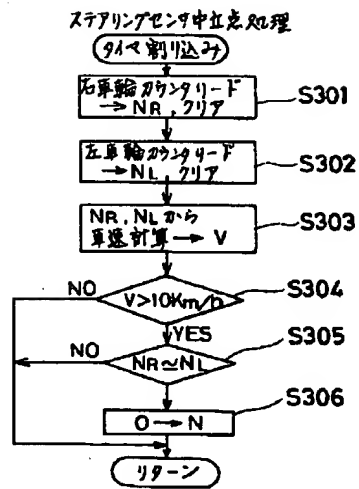 ステアリングセンサ中立点処理
タイマ割り込み
右車輪カウンタリード
→NR,クリア
S301
左車輪カウンタリード
→NL,クリア
S302
NR,NLから
車速計算→V
S303
V>10Km/h
S304
NO
YES
NR≃NL
S305
NO
0→N
S306
リターン